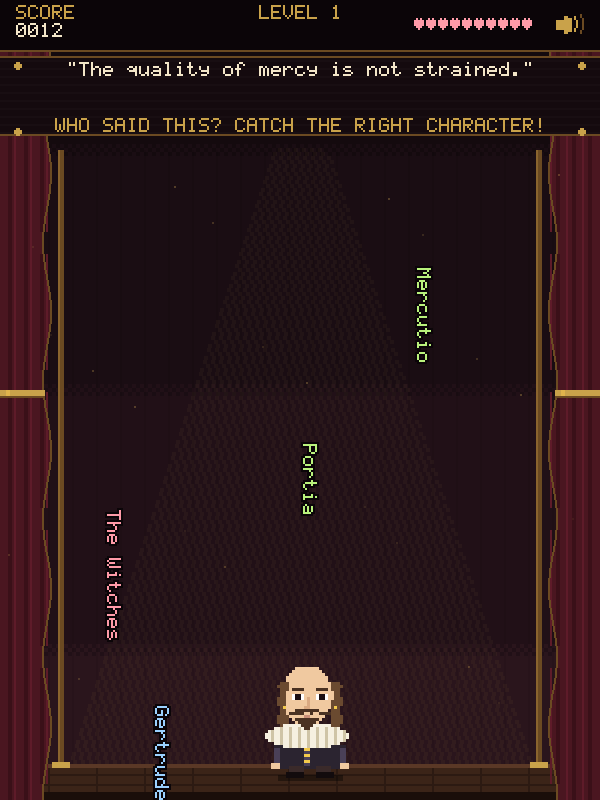 SCORE
0012
LEVEL 1
"The quality of mercy is not strained."
WHO SAID THIS? CATCH THE RIGHT CHARACTER!
Mercutio
Portia
The Witches
Gertrude